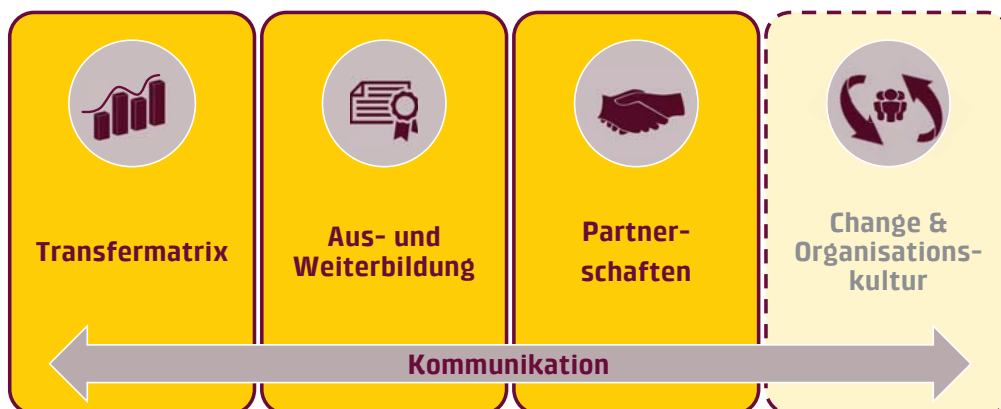 Transfermatrix
Aus- und
Weiterbildung
Partner-
schaften
Change &
Organisations-
kultur
Kommunikation